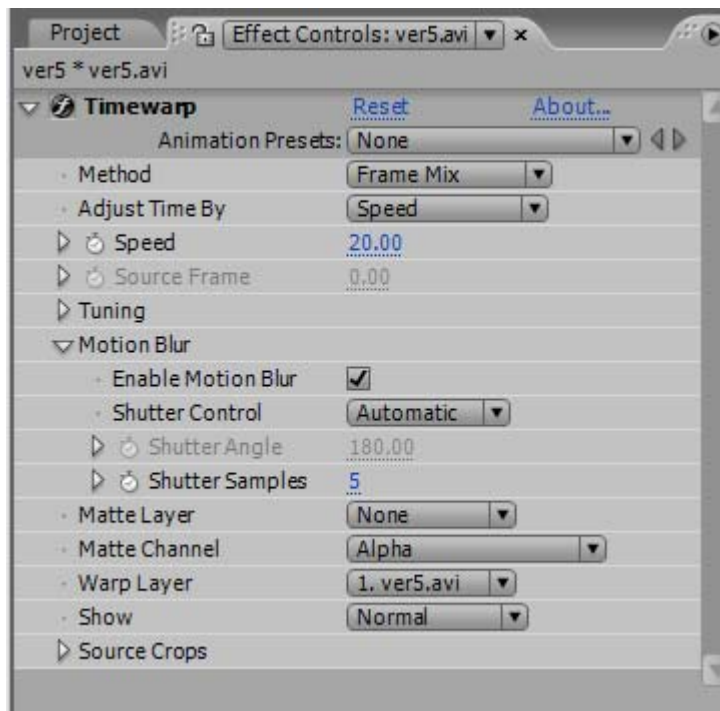 Project Effect Controls: ver5.avi
ver5 * ver5.avi
Timewarp Reset About...
Animation Presets: None
Method Frame Mix
Adjust Time By Speed
Speed 20.00
Source Frame 0.00
Tuning
Motion Blur
Enable Motion Blur
Shutter Control Automatic
Shutter Angle 180.00
Shutter Samples 5
Matte Layer None
Matte Channel Alpha
Warp Layer 1. ver5.avi
Show Normal
Source Crops